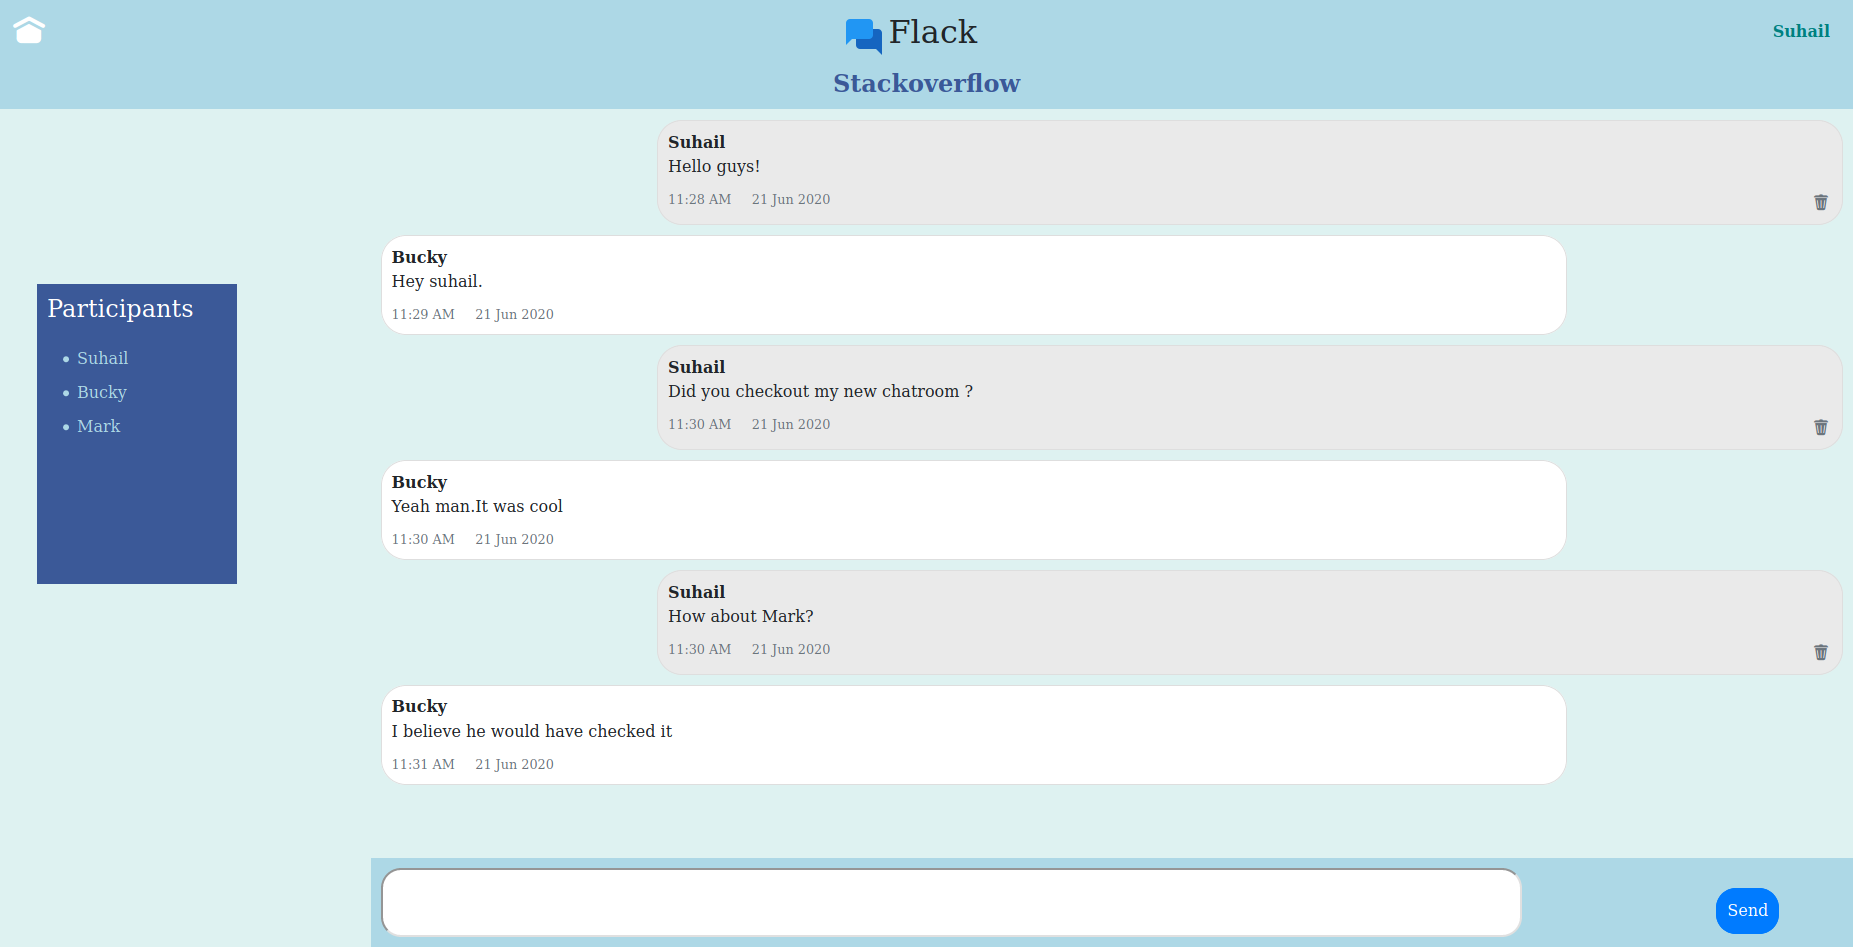 Flack
Suhail
Stackoverflow
Participants
Suhail
Bucky
Mark
Suhail
Hello guys!
11:28 AM 21 Jun 2020
Bucky
Hey suhail.
11:29 AM 21 Jun 2020
Suhail
Did you checkout my new chatroom ?
11:30 AM 21 Jun 2020
Bucky
Yeah man.It was cool
11:30 AM 21 Jun 2020
Suhail
How about Mark?
11:30 AM 21 Jun 2020
Bucky
I believe he would have checked it
11:31 AM 21 Jun 2020
Send